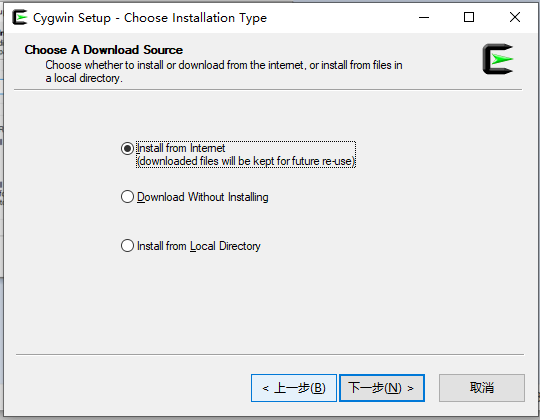 Cygwin Setup - Choose Installation Type
Choose A Download Source
Choose whether to install or download from the internet, or install from files in
a local directory.
Install from Internet
(downloaded files will be kept for future re-use)
Download Without Installing
Install from Local Directory
< 上一步(B)
下一步(N) >
取消